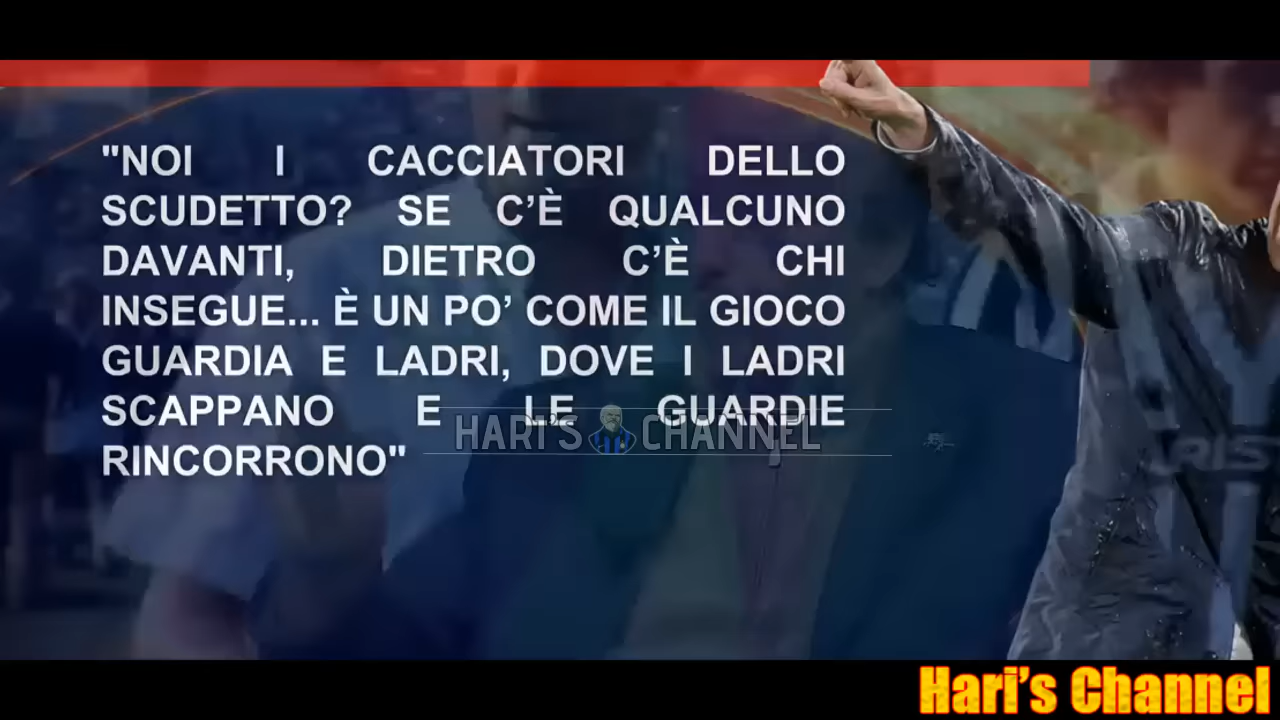 "NOI I CACCIATORI DELLO
SCUDETTO? SE C’È QUALCUNO
DAVANTI, DIETRO C’È CHI
INSEGUE... È UN PO’ COME IL GIOCO
GUARDIA E LADRI, DOVE I LADRI
SCAPPANO E LE GUARDIE
HARI'S CHANNEL
RINCORRONO"
Hari's Channel